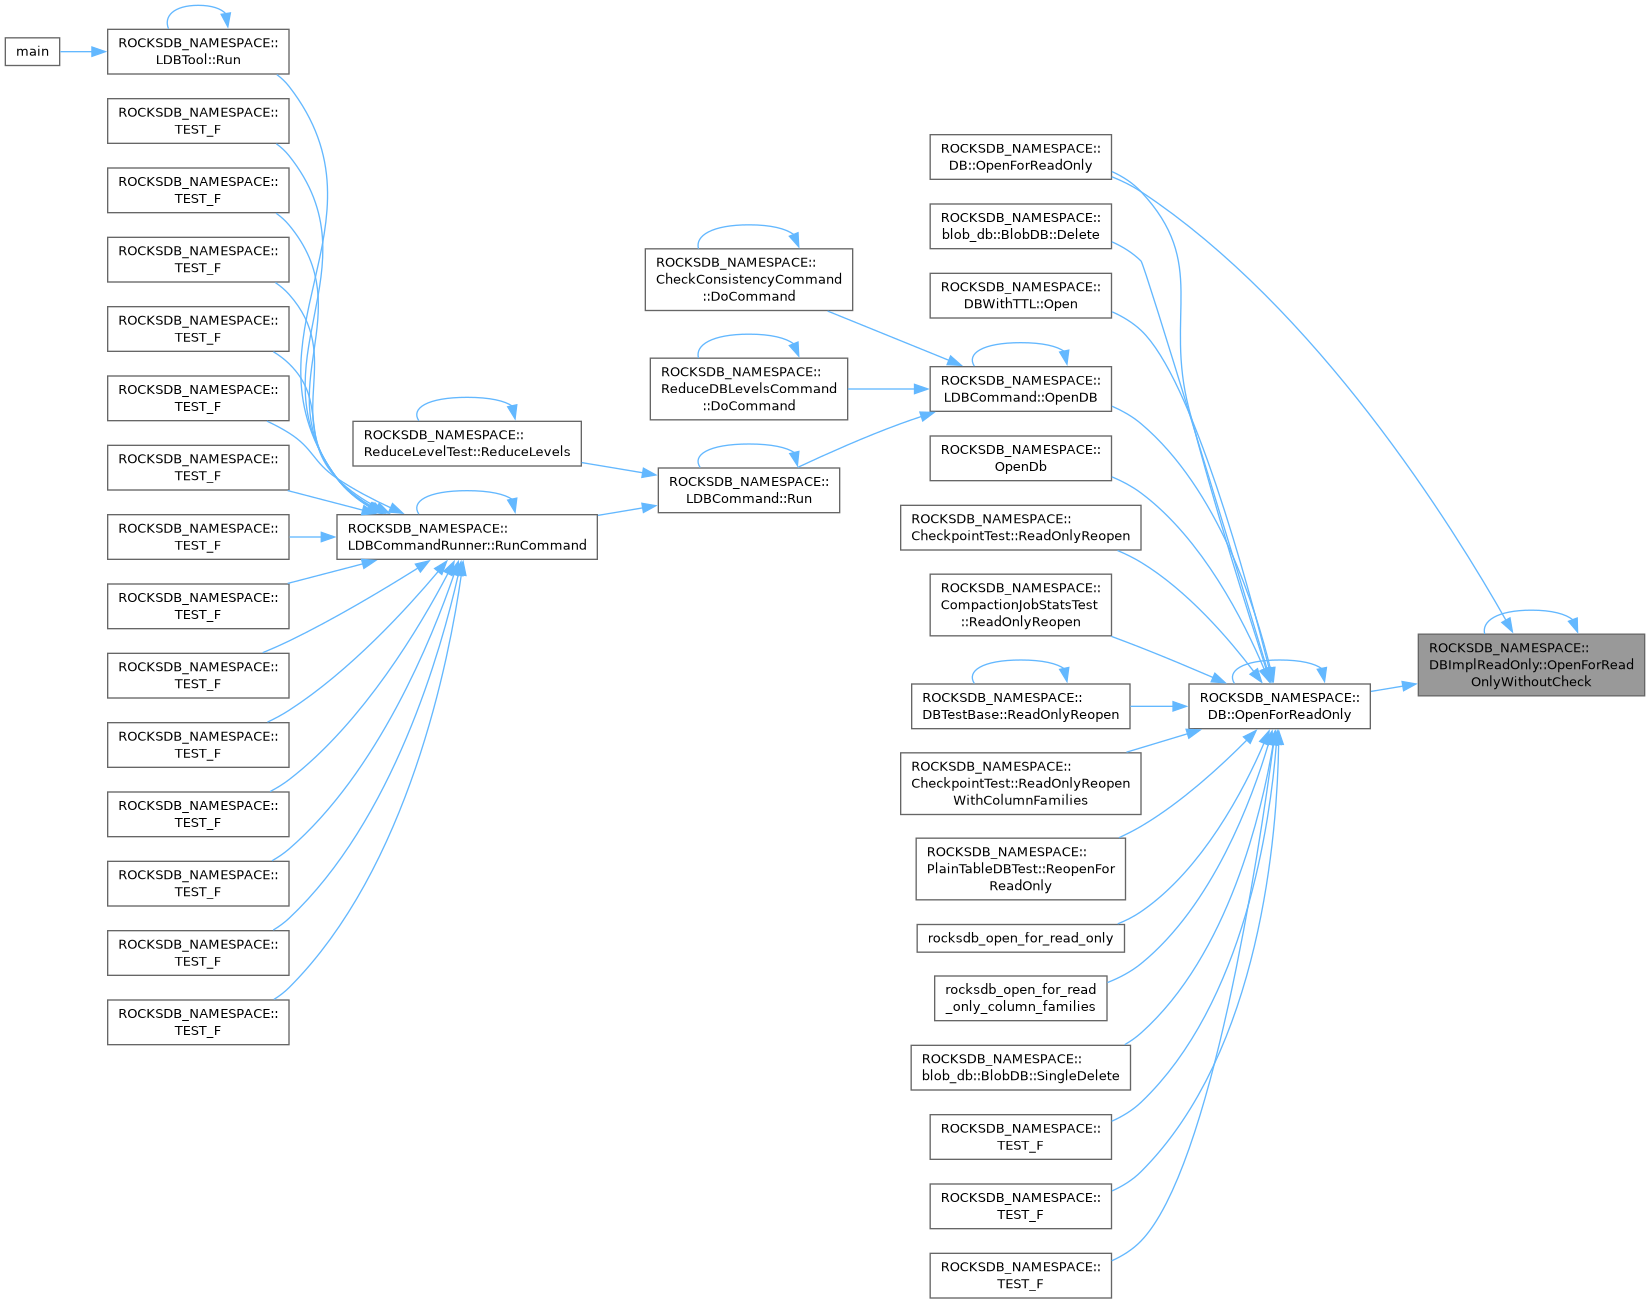 main
ROCKSDB_NAMESPACE::
LDBTool::Run
ROCKSDB_NAMESPACE::
TEST_F
ROCKSDB_NAMESPACE::
TEST_F
ROCKSDB_NAMESPACE::
TEST_F
ROCKSDB_NAMESPACE::
TEST_F
ROCKSDB_NAMESPACE::
TEST_F
ROCKSDB_NAMESPACE::
TEST_F
ROCKSDB_NAMESPACE::
TEST_F
ROCKSDB_NAMESPACE::
TEST_F
ROCKSDB_NAMESPACE::
TEST_F
ROCKSDB_NAMESPACE::
TEST_F
ROCKSDB_NAMESPACE::
TEST_F
ROCKSDB_NAMESPACE::
TEST_F
ROCKSDB_NAMESPACE::
TEST_F
ROCKSDB_NAMESPACE::
TEST_F
ROCKSDB_NAMESPACE::
ReduceLevelTest::ReduceLevels
ROCKSDB_NAMESPACE::
LDBCommandRunner::RunCommand
ROCKSDB_NAMESPACE::
CheckConsistencyCommand
::DoCommand
ROCKSDB_NAMESPACE::
ReduceDBLevelsCommand
::DoCommand
ROCKSDB_NAMESPACE::
LDBCommand::Run
ROCKSDB_NAMESPACE::
DB::OpenForReadOnly
ROCKSDB_NAMESPACE::
blob_db::BlobDB::Delete
ROCKSDB_NAMESPACE::
DBWithTTL::Open
ROCKSDB_NAMESPACE::
LDBCommand::OpenDB
ROCKSDB_NAMESPACE::
OpenDb
ROCKSDB_NAMESPACE::
CheckpointTest::ReadOnlyReopen
ROCKSDB_NAMESPACE::
CompactionJobStatsTest
::ReadOnlyReopen
ROCKSDB_NAMESPACE::
DBTestBase::ReadOnlyReopen
ROCKSDB_NAMESPACE::
CheckpointTest::ReadOnlyReopen
WithColumnFamilies
ROCKSDB_NAMESPACE::
PlainTableDBTest::ReopenFor
ReadOnly
rocksdb_open_for_read_only
rocksdb_open_for_read
_only_column_families
ROCKSDB_NAMESPACE::
blob_db::BlobDB::SingleDelete
ROCKSDB_NAMESPACE::
TEST_F
ROCKSDB_NAMESPACE::
TEST_F
ROCKSDB_NAMESPACE::
TEST_F
ROCKSDB_NAMESPACE::
DB::OpenForReadOnly
ROCKSDB_NAMESPACE::
DBImplReadOnly::OpenForRead
OnlyWithoutCheck